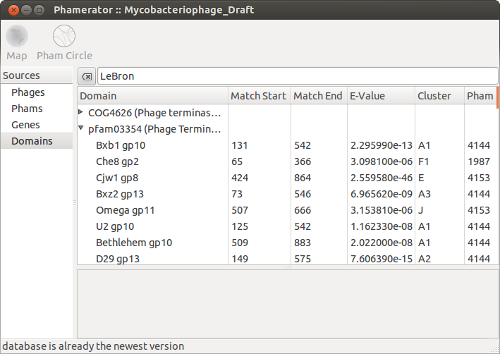 Phamerator :: Mycobacteriophage_Draft
Map Pham Circle
Sources
Phages
Phams
Genes
Domains
LeBron
Domain Match Start Match End E-Value Cluster Pham
COG4626 (Phage terminas...
pfam03354 (Phage Termin...
Bxb1 gp10 131 542 2.295990e-13 A1 4144
Che8 gp2 65 366 3.098100e-06 F1 1987
Cjw1 gp8 424 864 2.559580e-46 E 4153
Bxz2 gp13 73 546 6.965620e-09 A3 4144
Omega gp11 507 666 3.153810e-06 J 4153
U2 gp10 125 542 1.162330e-08 A1 4144
Bethlehem gp10 509 883 2.022000e-08 A1 4144
D29 gp13 149 575 7.606390e-15 A2 4144
database is already the newest version